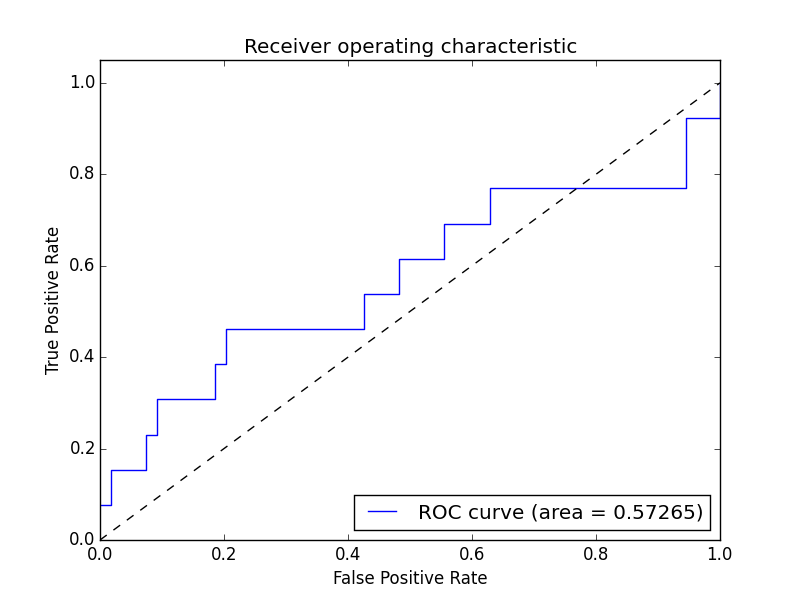 Receiver operating characteristic
1.0
0.8
0.6
0.4
0.2
0.0
True Positive Rate
ROC curve (area = 0.57265)
0.0 0.2 0.4 0.6 0.8 1.0
False Positive Rate